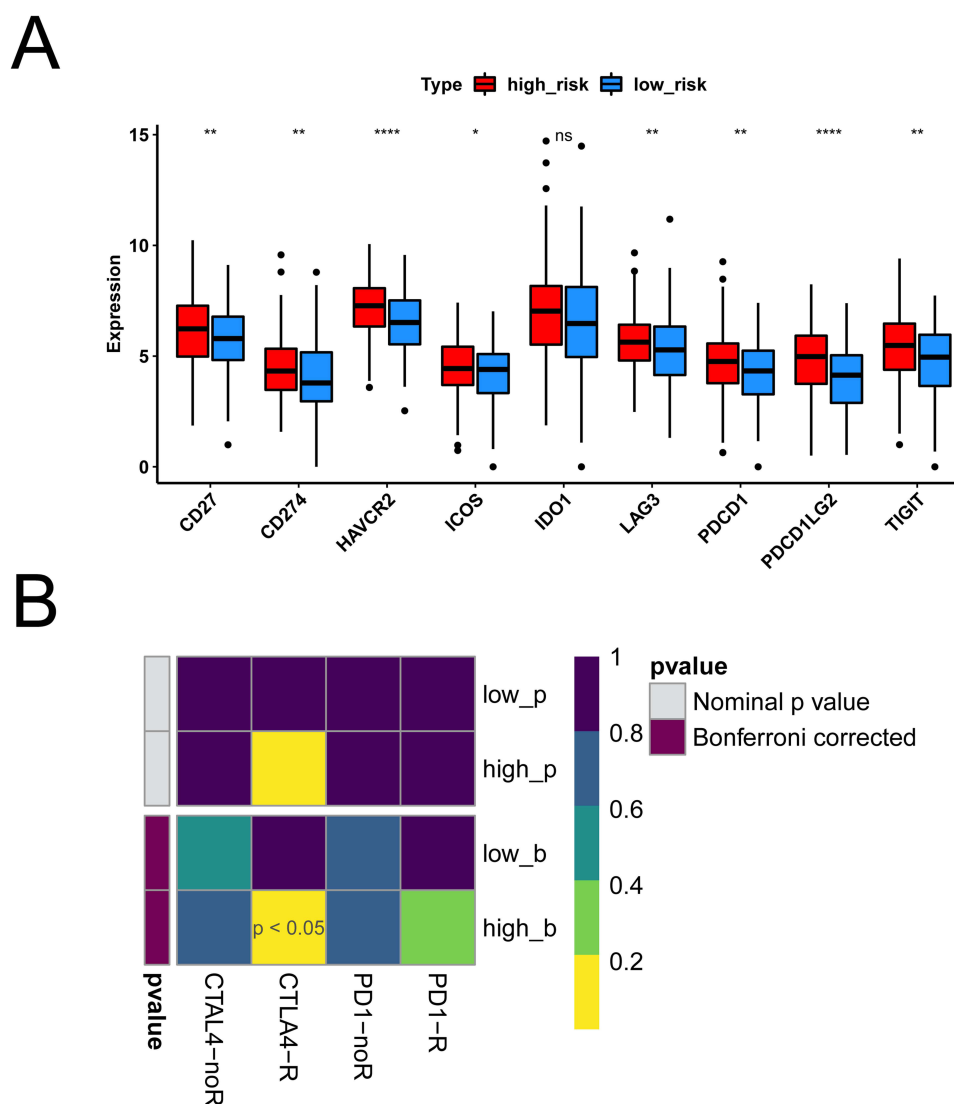 A
Type high_risk low_risk
** ** **** * ns ** ** **** **
Expression
15
10
5
0
CD27 CD274 HAVCR2 ICOS IDO1 LAG3 PDCD1 PDCD1LG2 TIGIT
B
low_p
high_p
low_b
high_b
p < 0.05
pvalue
CTAL4−noR
CTLA4−R
PD1−noR
PD1−R
1
0.8
0.6
0.4
0.2
pvalue
Nominal p value
Bonferroni corrected